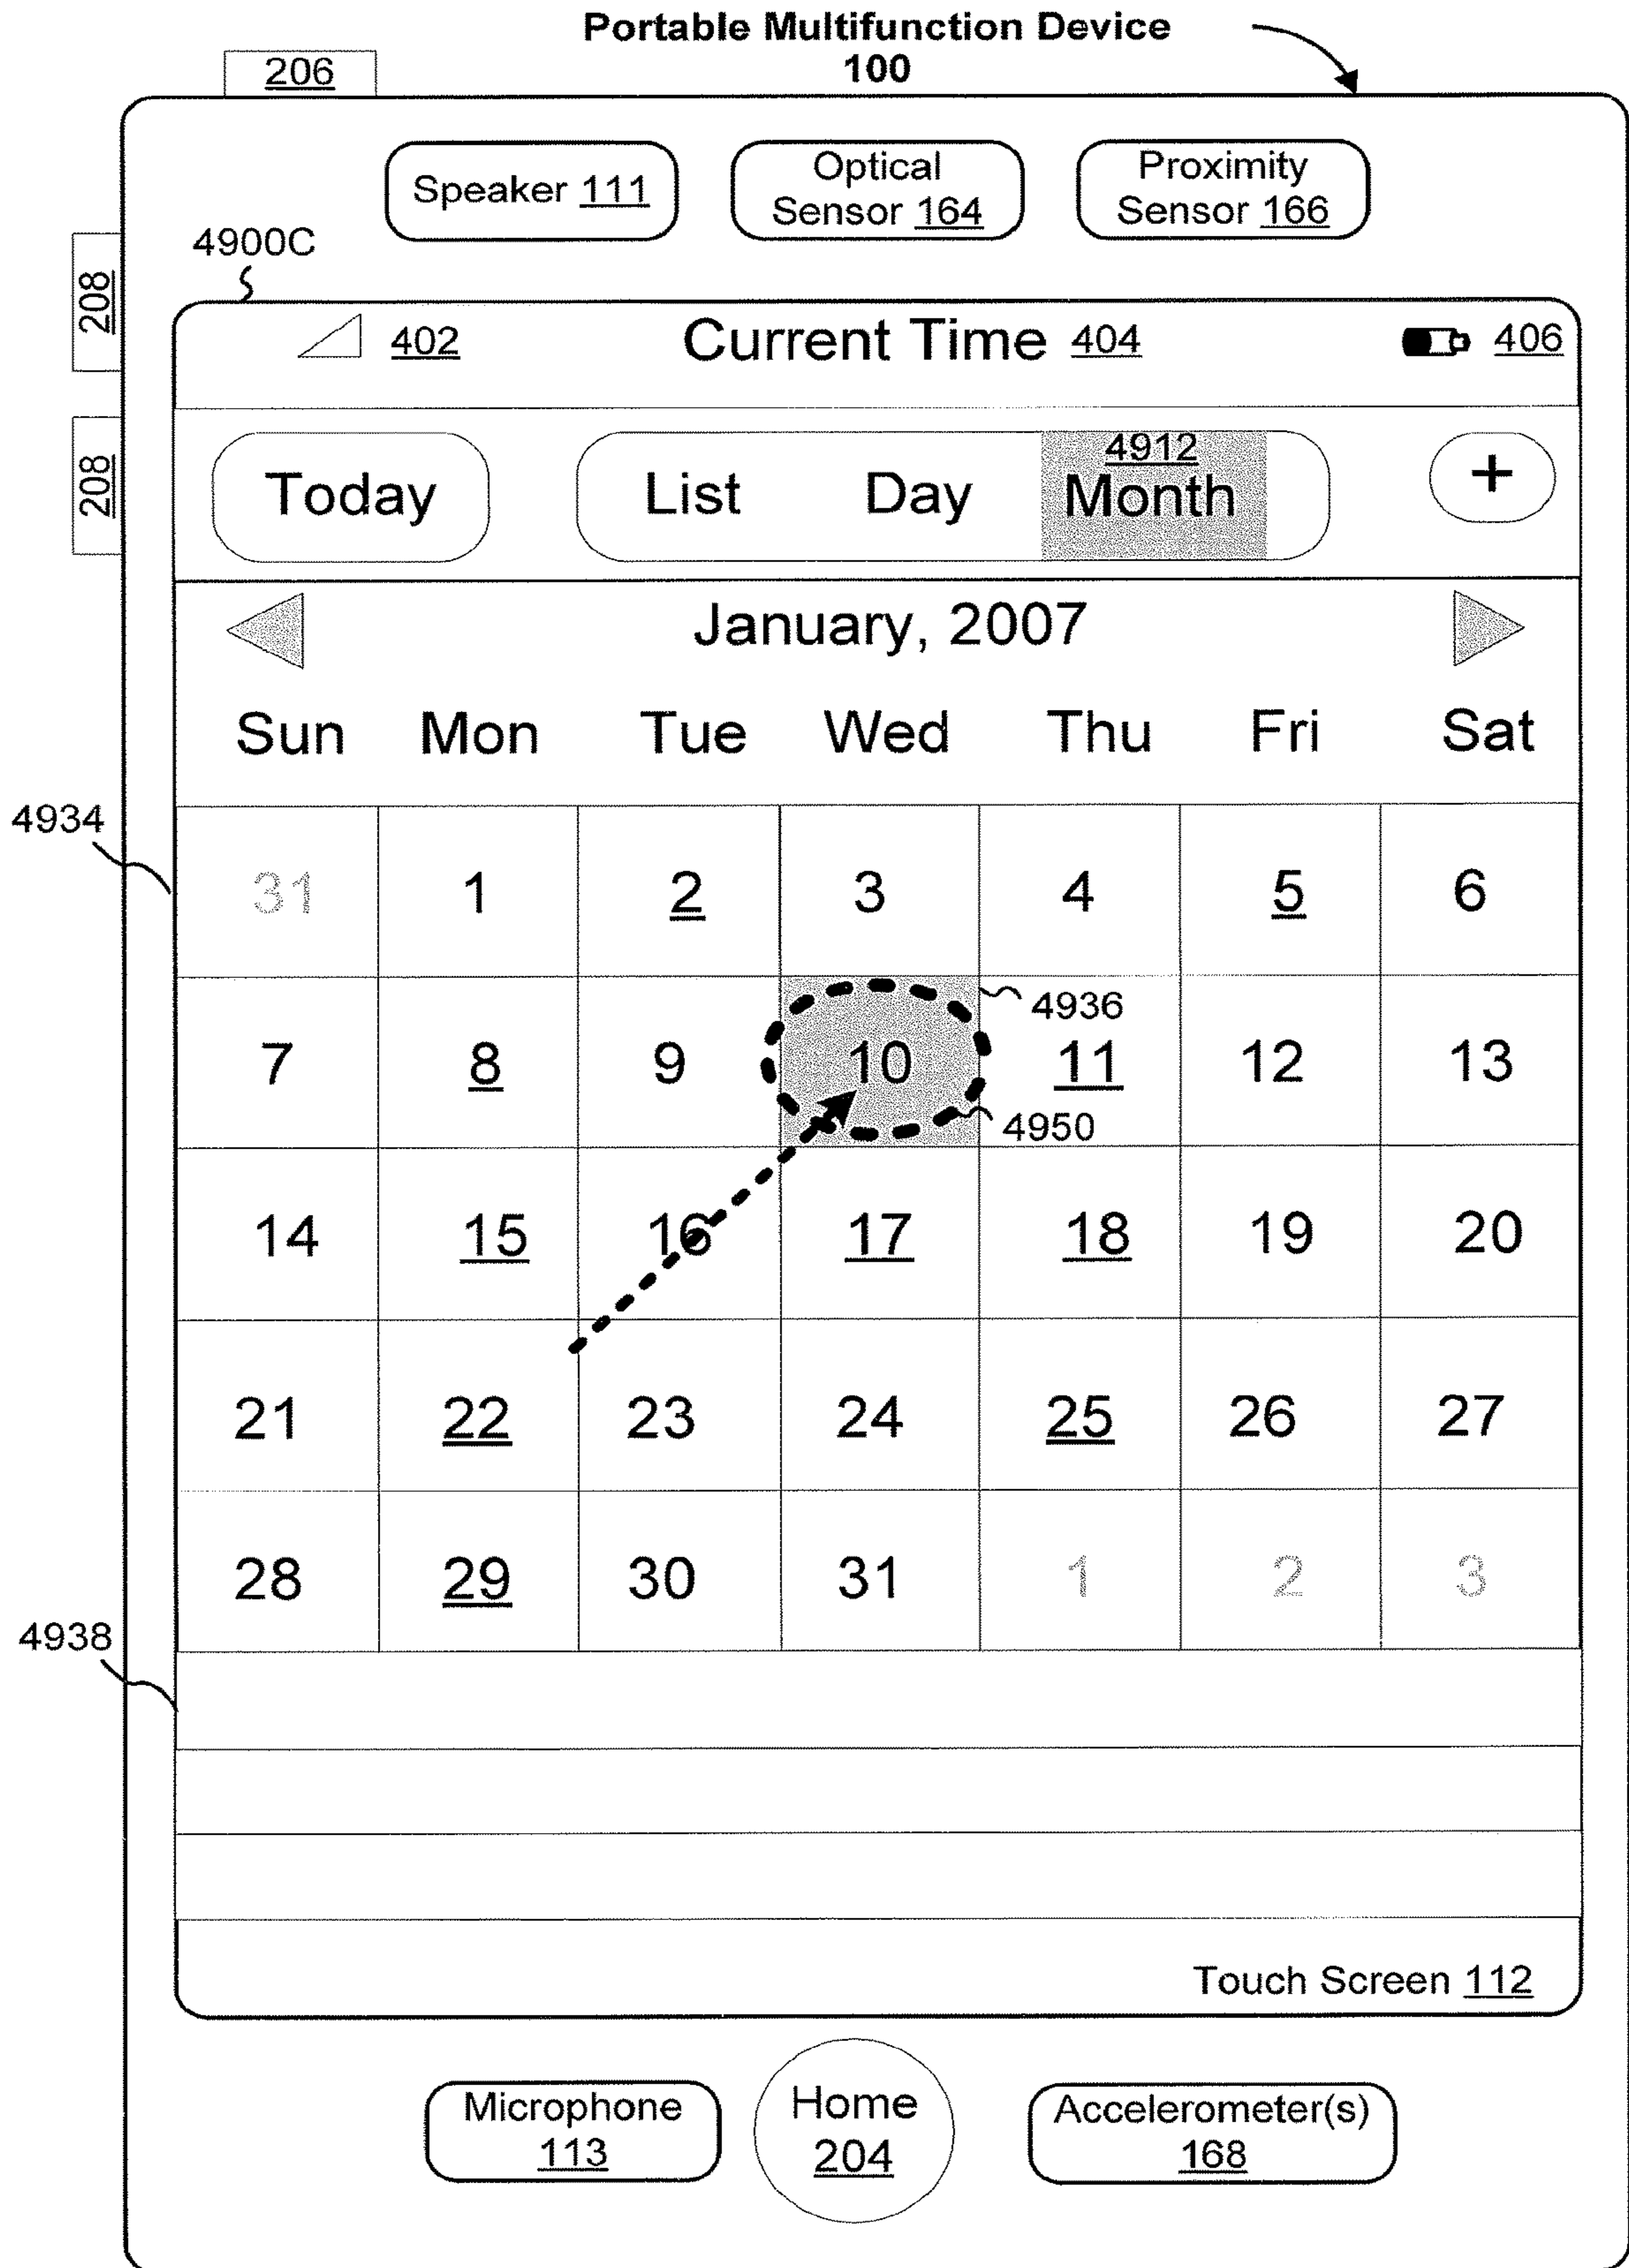 Portable Multifunction Device
100
206
Speaker 111
Optical
Sensor 164
Proximity
Sensor 166
4900C
208
402
Current Time 404
406
208
Today
List
Day
4912
Month
+
January, 2007
Sun Mon Tue Wed Thu Fri Sat
4934
31 1 2 3 4 5 6
4936
7 8 9 10 11 12 13
4950
14 15 16 17 18 19 20
21 22 23 24 25 26 27
28 29 30 31 1 2 3
4938
Touch Screen 112
Microphone
113
Home
204
Accelerometer(s)
168